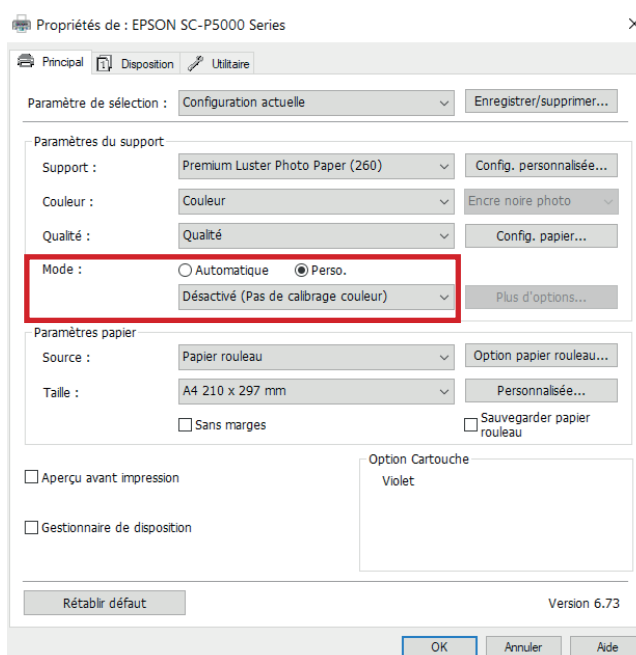 Propriétés de : EPSON SC-P5000 Series
Principal Disposition Utilitaire
Paramètre de sélection : Configuration actuelle Enregistrer/supprimer...
Paramètres du support
Support : Premium Luster Photo Paper (260) Config. personnalisée...
Couleur : Couleur Encre noire photo
Qualité : Qualité Config. papier...
Mode : Automatique Perso.
Désactivé (Pas de calibrage couleur) Plus d'options...
Paramètres papier
Source : Papier rouleau Option papier rouleau...
Taille : A4 210 x 297 mm Personnalisée...
Sans marges Sauvegarder papier
rouleau
Option Cartouche
Aperçu avant impression Violet
Gestionnaire de disposition
Rétablir défaut Version 6.73
OK Annuler Aide